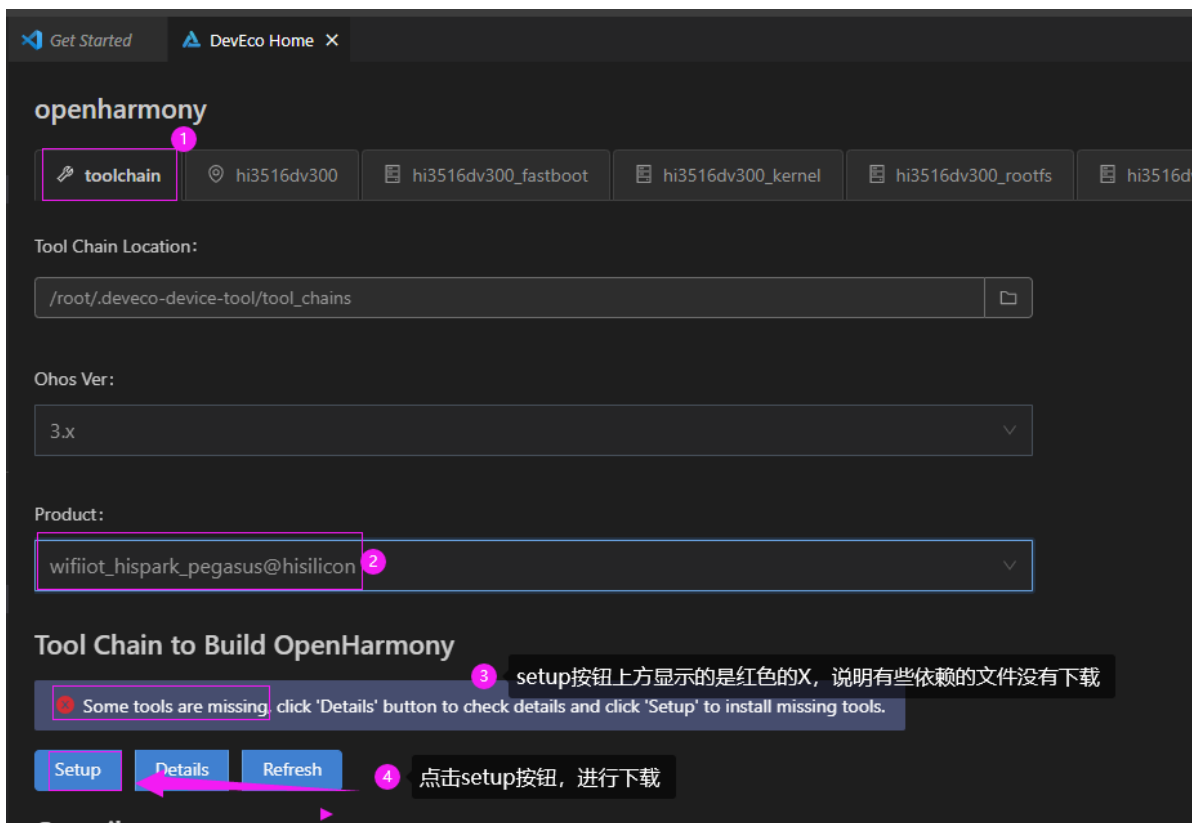 Get Started
DevEco Home
openharmony
1
toolchain
hi3516dv300
hi3516dv300_fastboot
hi3516dv300_kernel
hi3516dv300_rootfs
hi3516d
Tool Chain Location:
/root/.deveco-device-tool/tool_chains
Ohos Ver:
3.x
Product:
wifiiot_hispark_pegasus@hisilicon
2
Tool Chain to Build OpenHarmony
3 setup按钮上方显示的是红色的X，说明有些依赖的文件没有下载
Some tools are missing, click 'Details' button to check details and click 'Setup' to install missing tools.
Setup
Details
Refresh
4 点击setup按钮，进行下载